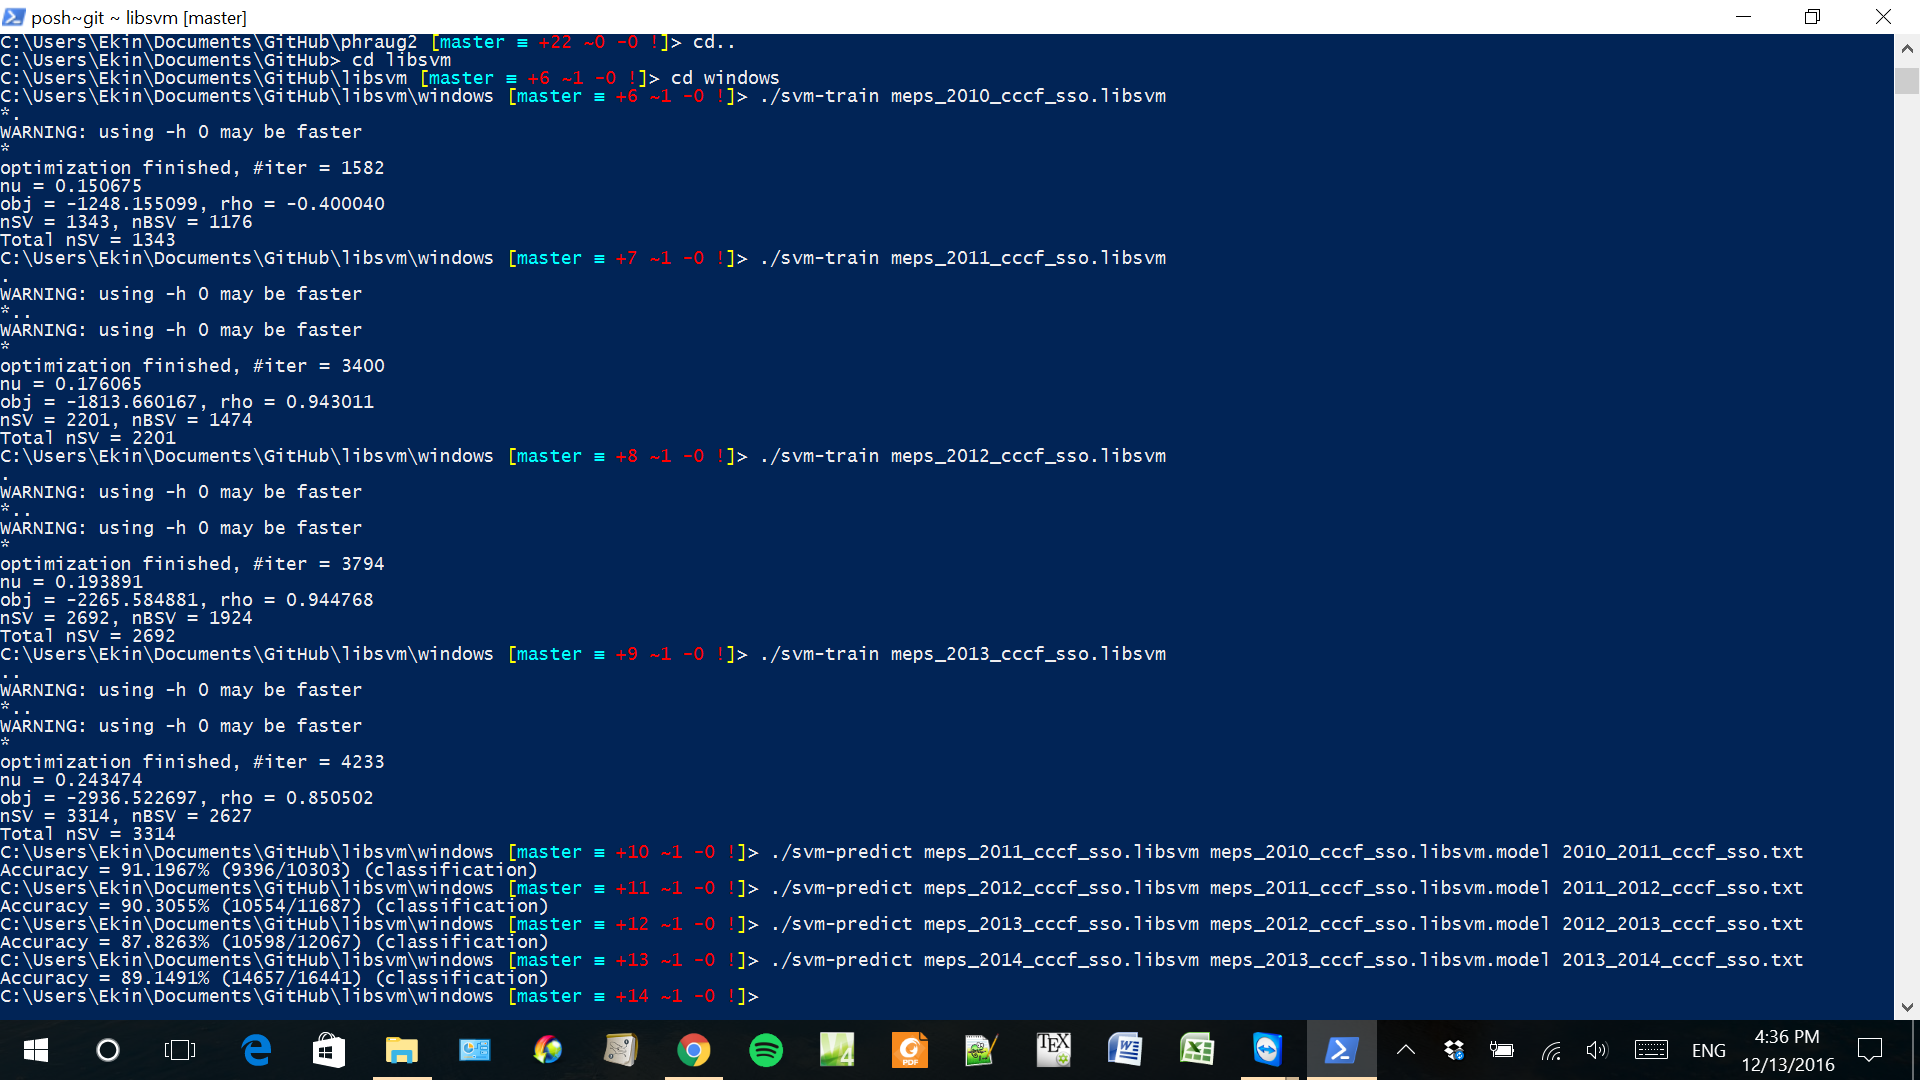 posh~git ~ libsvm [master]
C:\Users\Ekin\Documents\GitHub\phraug2 [master ≡ +22 ~0 -0 !]> cd..
C:\Users\Ekin\Documents\GitHub> cd libsvm
C:\Users\Ekin\Documents\GitHub\libsvm [master ≡ +6 ~1 -0 !]> cd windows
C:\Users\Ekin\Documents\GitHub\libsvm\windows [master ≡ +6 ~1 -0 !]> ./svm-train meps_2010_cccf_sso.libsvm
*.
WARNING: using -h 0 may be faster
*
optimization finished, #iter = 1582
nu = 0.150675
obj = -1248.155099, rho = -0.400040
nSV = 1343, nBSV = 1176
Total nSV = 1343
C:\Users\Ekin\Documents\GitHub\libsvm\windows [master ≡ +7 ~1 -0 !]> ./svm-train meps_2011_cccf_sso.libsvm
.
WARNING: using -h 0 may be faster
*..
WARNING: using -h 0 may be faster
*
optimization finished, #iter = 3400
nu = 0.176065
obj = -1813.660167, rho = 0.943011
nSV = 2201, nBSV = 1474
Total nSV = 2201
C:\Users\Ekin\Documents\GitHub\libsvm\windows [master ≡ +8 ~1 -0 !]> ./svm-train meps_2012_cccf_sso.libsvm
.
WARNING: using -h 0 may be faster
*..
WARNING: using -h 0 may be faster
*
optimization finished, #iter = 3794
nu = 0.193891
obj = -2265.584881, rho = 0.944768
nSV = 2692, nBSV = 1924
Total nSV = 2692
C:\Users\Ekin\Documents\GitHub\libsvm\windows [master ≡ +9 ~1 -0 !]> ./svm-train meps_2013_cccf_sso.libsvm
..
WARNING: using -h 0 may be faster
*..
WARNING: using -h 0 may be faster
*
optimization finished, #iter = 4233
nu = 0.243474
obj = -2936.522697, rho = 0.850502
nSV = 3314, nBSV = 2627
Total nSV = 3314
C:\Users\Ekin\Documents\GitHub\libsvm\windows [master ≡ +10 ~1 -0 !]> ./svm-predict meps_2011_cccf_sso.libsvm meps_2010_cccf_sso.libsvm.model 2010_2011_cccf_sso.txt
Accuracy = 91.1967% (9396/10303) (classification)
C:\Users\Ekin\Documents\GitHub\libsvm\windows [master ≡ +11 ~1 -0 !]> ./svm-predict meps_2012_cccf_sso.libsvm meps_2011_cccf_sso.libsvm.model 2011_2012_cccf_sso.txt
Accuracy = 90.3055% (10554/11687) (classification)
C:\Users\Ekin\Documents\GitHub\libsvm\windows [master ≡ +12 ~1 -0 !]> ./svm-predict meps_2013_cccf_sso.libsvm meps_2012_cccf_sso.libsvm.model 2012_2013_cccf_sso.txt
Accuracy = 87.8263% (10598/12067) (classification)
C:\Users\Ekin\Documents\GitHub\libsvm\windows [master ≡ +13 ~1 -0 !]> ./svm-predict meps_2014_cccf_sso.libsvm meps_2013_cccf_sso.libsvm.model 2013_2014_cccf_sso.txt
Accuracy = 89.1491% (14657/16441) (classification)
C:\Users\Ekin\Documents\GitHub\libsvm\windows [master ≡ +14 ~1 -0 !]>
4
PDF
TEX
ENG
4:36 PM
12/13/2016